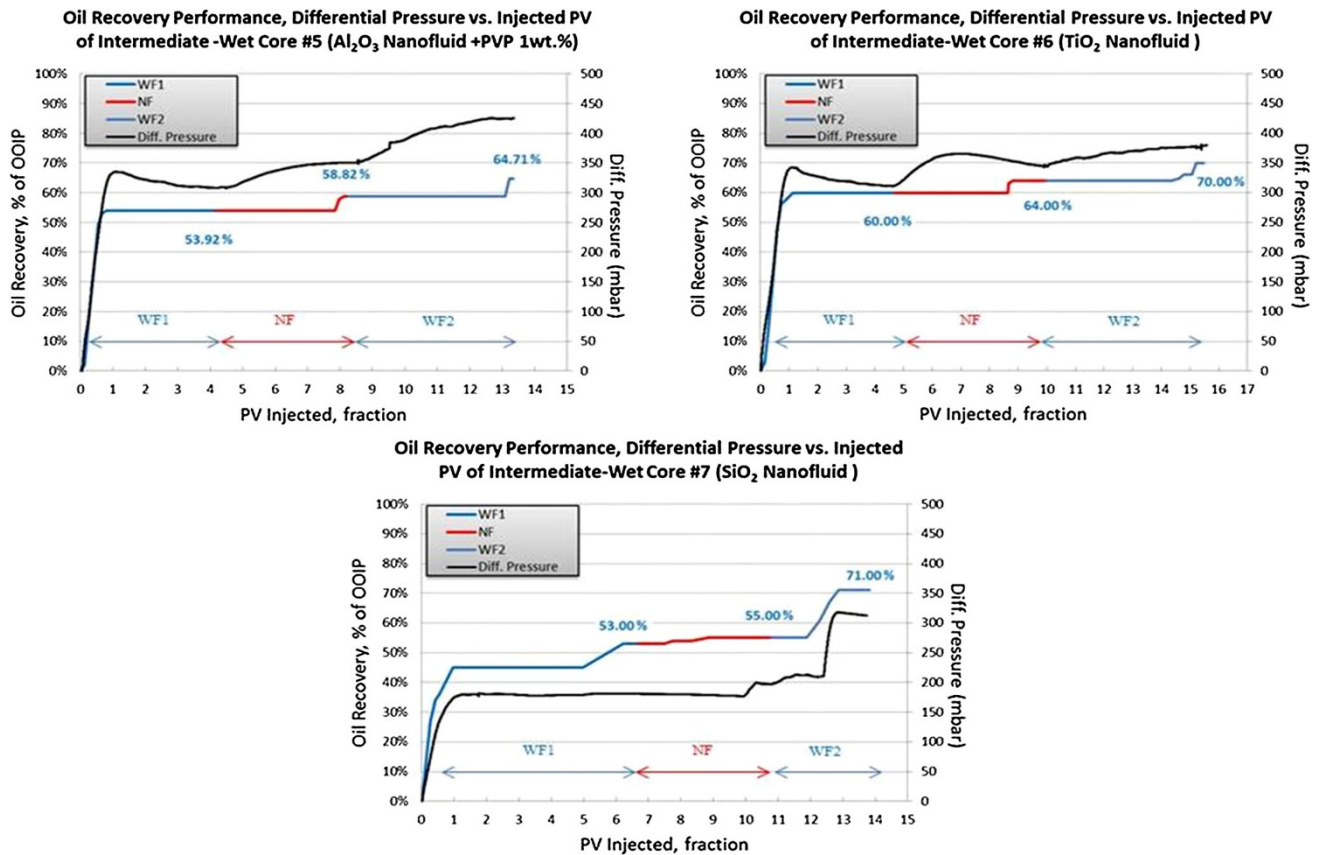 Oil Recovery Performance, Differential Pressure vs. Injected PV
of Intermediate -Wet Core #5 (Al₂O₃ Nanofluid +PVP 1wt.%)
100%
90%
80%
70%
60%
50%
40%
30%
20%
10%
0%
Oil Recovery, % of OOIP
WF1
NF
WF2
Diff. Pressure
53.92%
58.82%
64.71%
WF1
NF
WF2
500
450
400
350
300
250
200
150
100
50
0
Diff. Pressure (mbar)
0 1 2 3 4 5 6 7 8 9 10 11 12 13 14 15
PV Injected, fraction
Oil Recovery Performance, Differential Pressure vs. Injected PV
of Intermediate-Wet Core #6 (TiO₂ Nanofluid )
100%
90%
80%
70%
60%
50%
40%
30%
20%
10%
0%
Oil Recovery, % of OOIP
WF1
NF
WF2
Diff. Pressure
60.00%
64.00%
70.00%
WF1
NF
WF2
500
450
400
350
300
250
200
150
100
50
0
Diff. Pressure (mbar)
0 1 2 3 4 5 6 7 8 9 10 11 12 13 14 15 16 17
PV Injected, fraction
Oil Recovery Performance, Differential Pressure vs. Injected
PV of Intermediate-Wet Core #7 (SiO₂ Nanofluid )
100%
90%
80%
70%
60%
50%
40%
30%
20%
10%
0%
Oil Recovery, % of OOIP
WF1
NF
WF2
Diff. Pressure
53.00%
55.00%
71.00%
WF1
NF
WF2
500
450
400
350
300
250
200
150
100
50
0
Diff. Pressure (mbar)
0 1 2 3 4 5 6 7 8 9 10 11 12 13 14 15
PV Injected, fraction